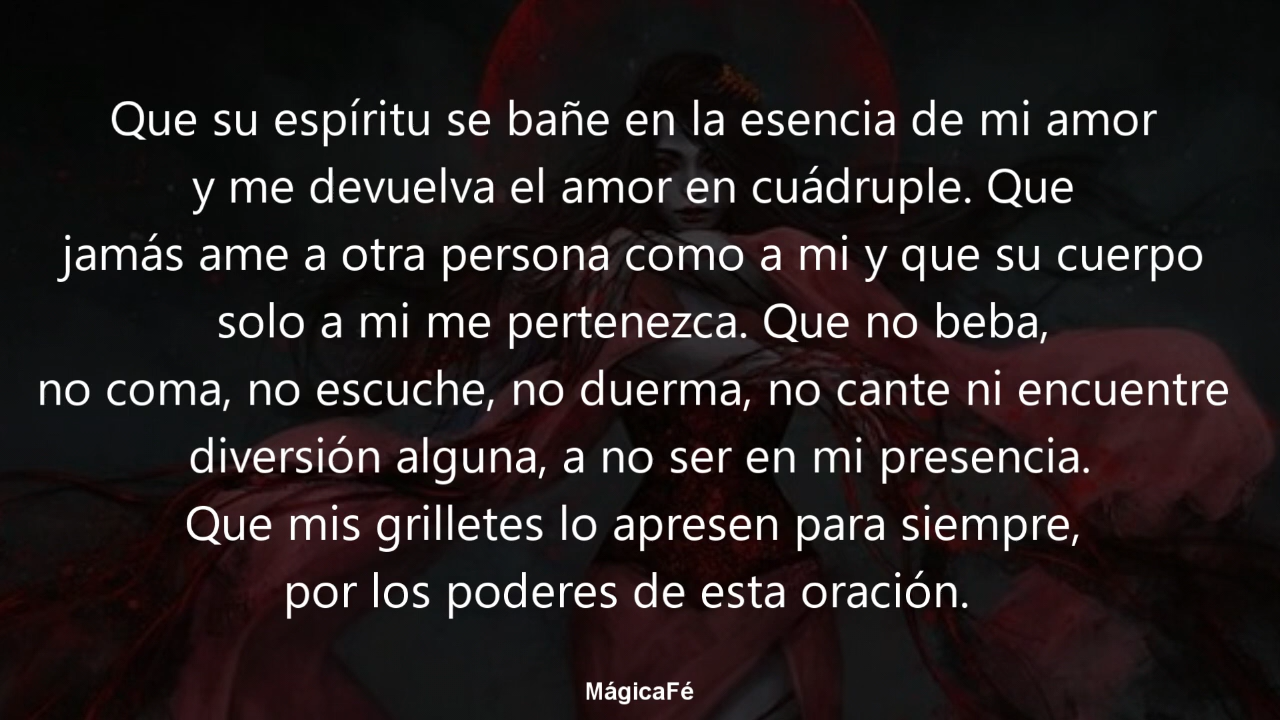 Que su espíritu se bañe en la esencia de mi amor
y me devuelva el amor en cuádruple. Que
jamás ame a otra persona como a mi y que su cuerpo
solo a mi me pertenezca. Que no beba,
no coma, no escuche, no duerma, no cante ni encuentre
diversión alguna, a no ser en mi presencia.
Que mis grilletes lo apresen para siempre,
por los poderes de esta oración.
MágicaFé